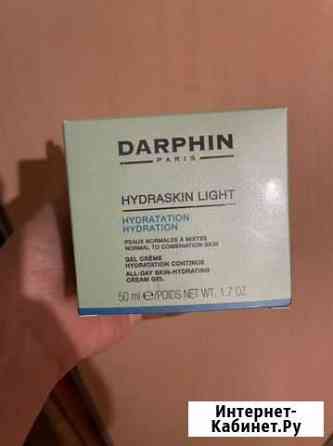 DARPHIN
PARIS
HYDRASKIN LIGHT
HYDRATATION
HYDRATION
PEAUX NORMALES À MIXTES
NORMAL TO COMBINATION SKIN
GEL CRÈME
HYDRATATION CONTINUE
ALL-DAY SKIN-HYDRATING
CREAM GEL
50 ml ℮/POIDS NET WT. 1.7 OZ.
Интернет-
Кабинет.Ру